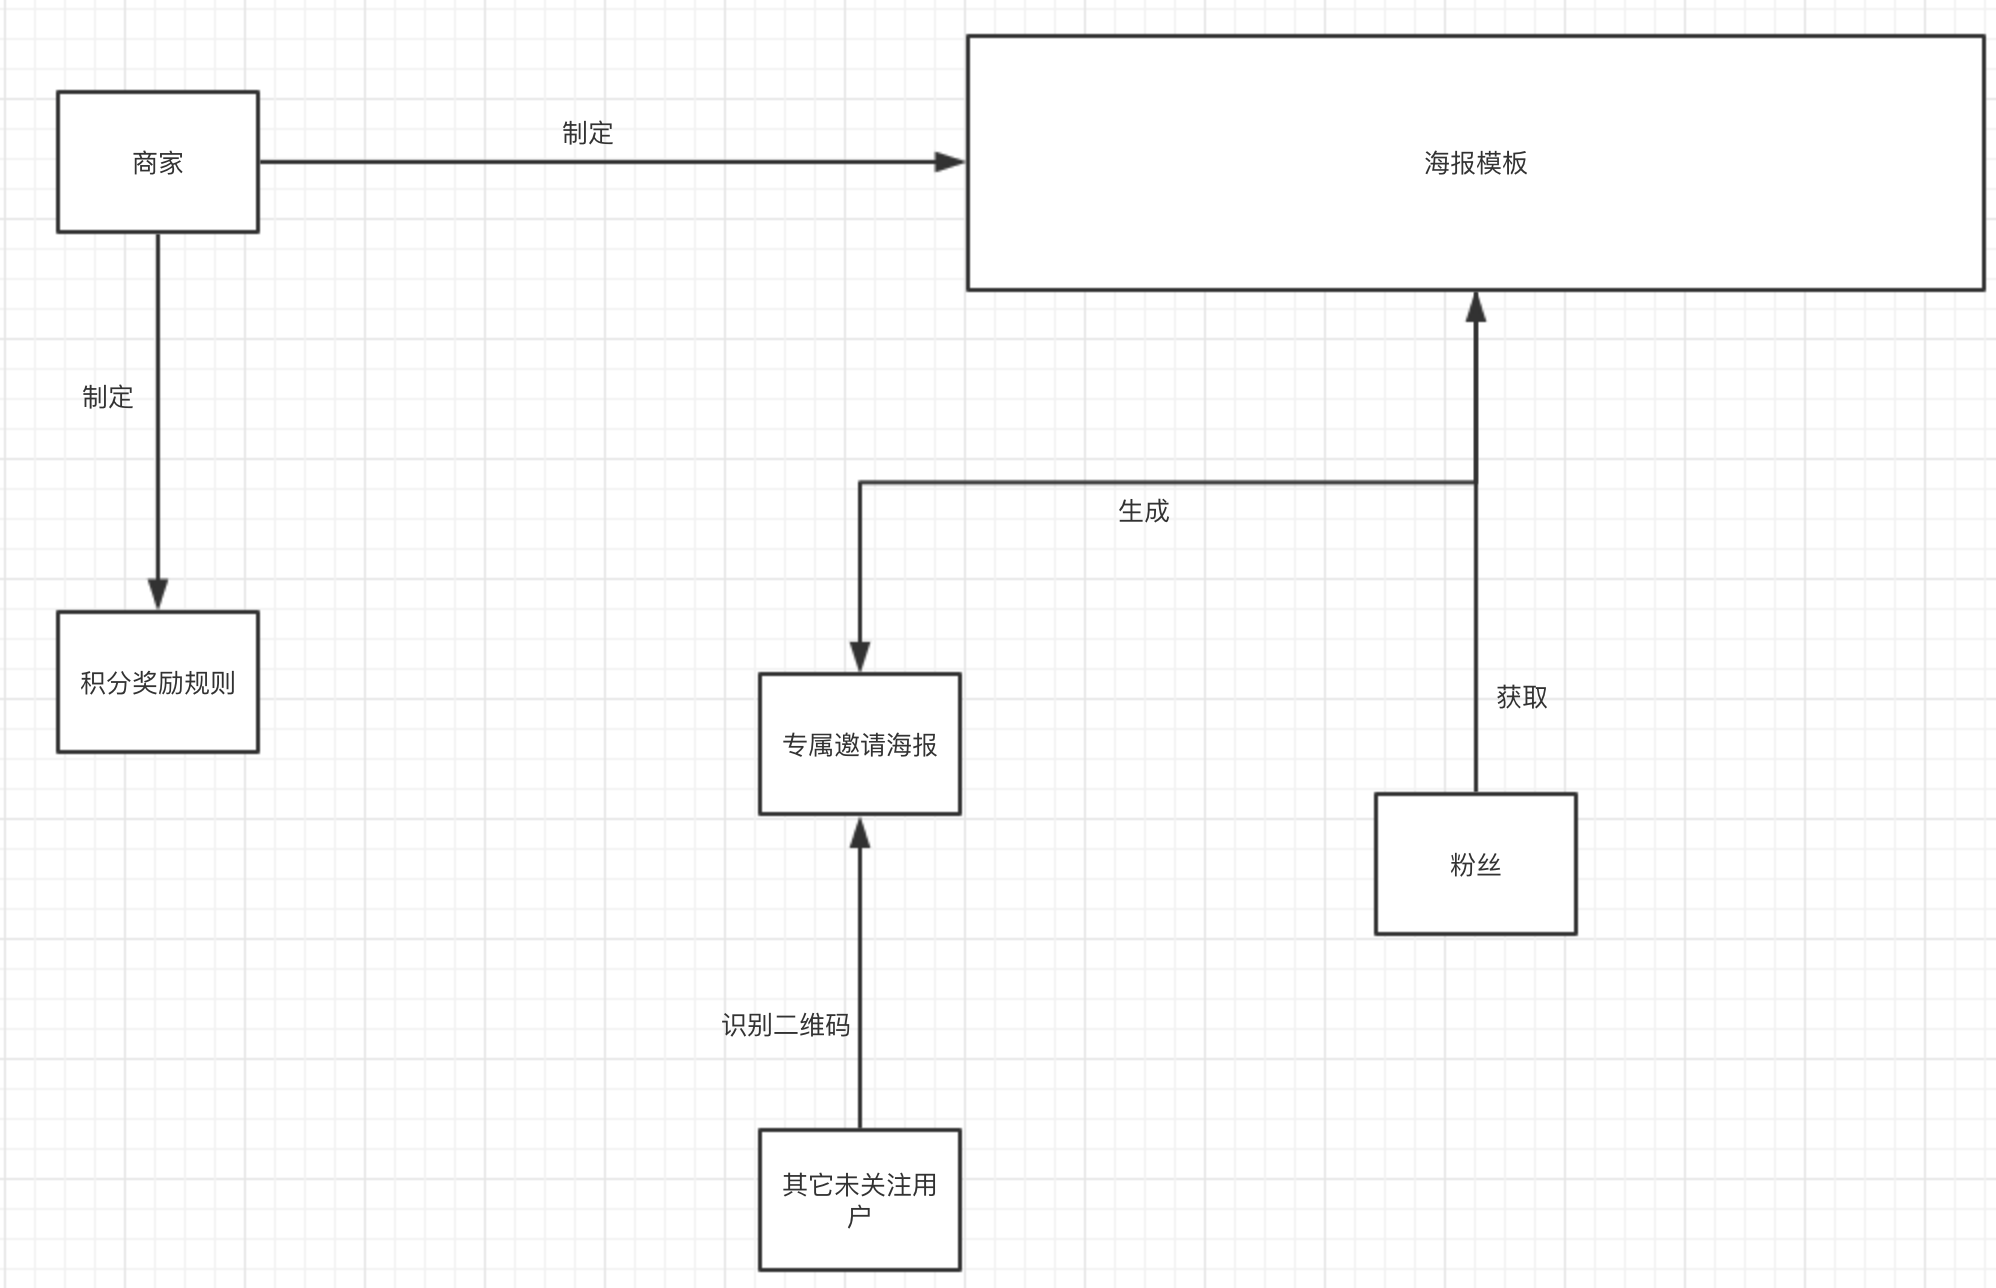 制定
商家
海报模板
制定
生成
积分奖励规则
获取
专属邀请海报
粉丝
识别二维码
其它未关注用
户